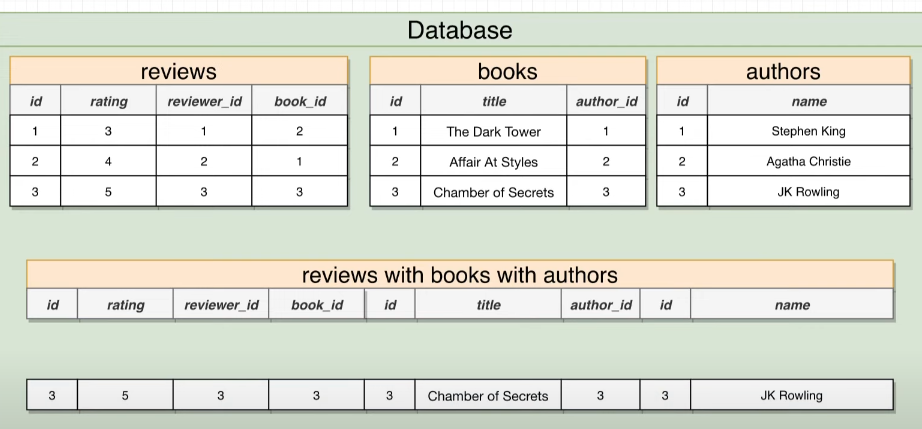 Database
reviews
id rating reviewer_id book_id
1 3 1 2
2 4 2 1
3 5 3 3
books
id title author_id
1 The Dark Tower 1
2 Affair At Styles 2
3 Chamber of Secrets 3
authors
id name
1 Stephen King
2 Agatha Christie
3 JK Rowling
reviews with books with authors
id rating reviewer_id book_id id title author_id id name
3 5 3 3 3 Chamber of Secrets 3 3 JK Rowling